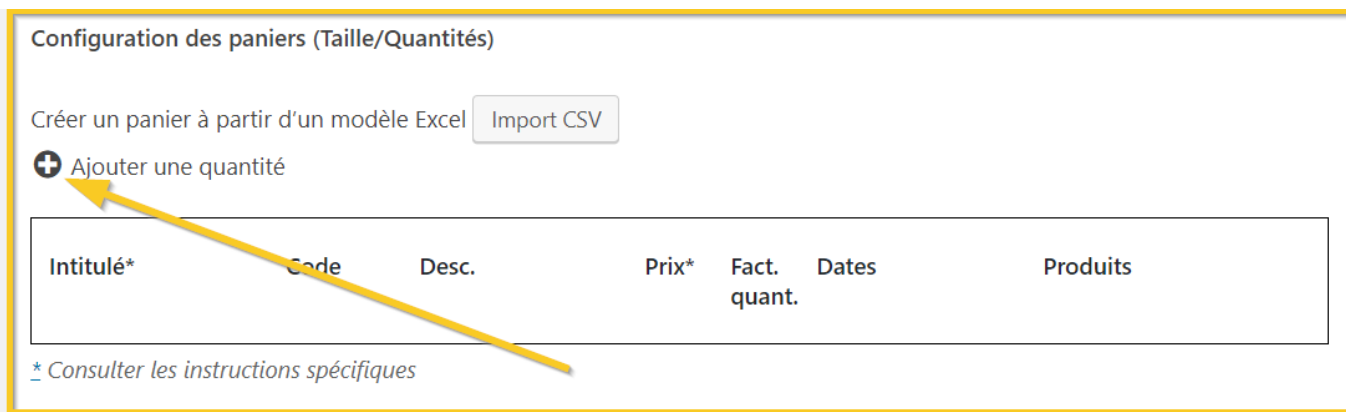 Configuration des paniers (Taille/Quantités)
Créer un panier à partir d'un modèle Excel Import CSV
Ajouter une quantité
Intitulé* Code Desc. Prix* Fact. Dates Produits
quant.
* Consulter les instructions spécifiques